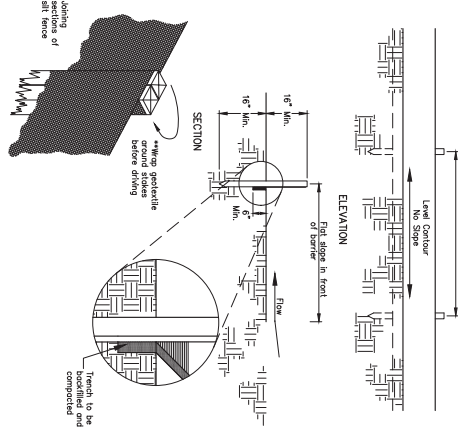 Level Contour
No Slope
ELEVATION
Flat slope in front
of barrier
Flow
16" Min.
16" Min.
6"
Min.
SECTION
Trench to be
backfilled and
compacted
**Wrap geotextile
around stakes
before driving
Joining
sections of
silt fence